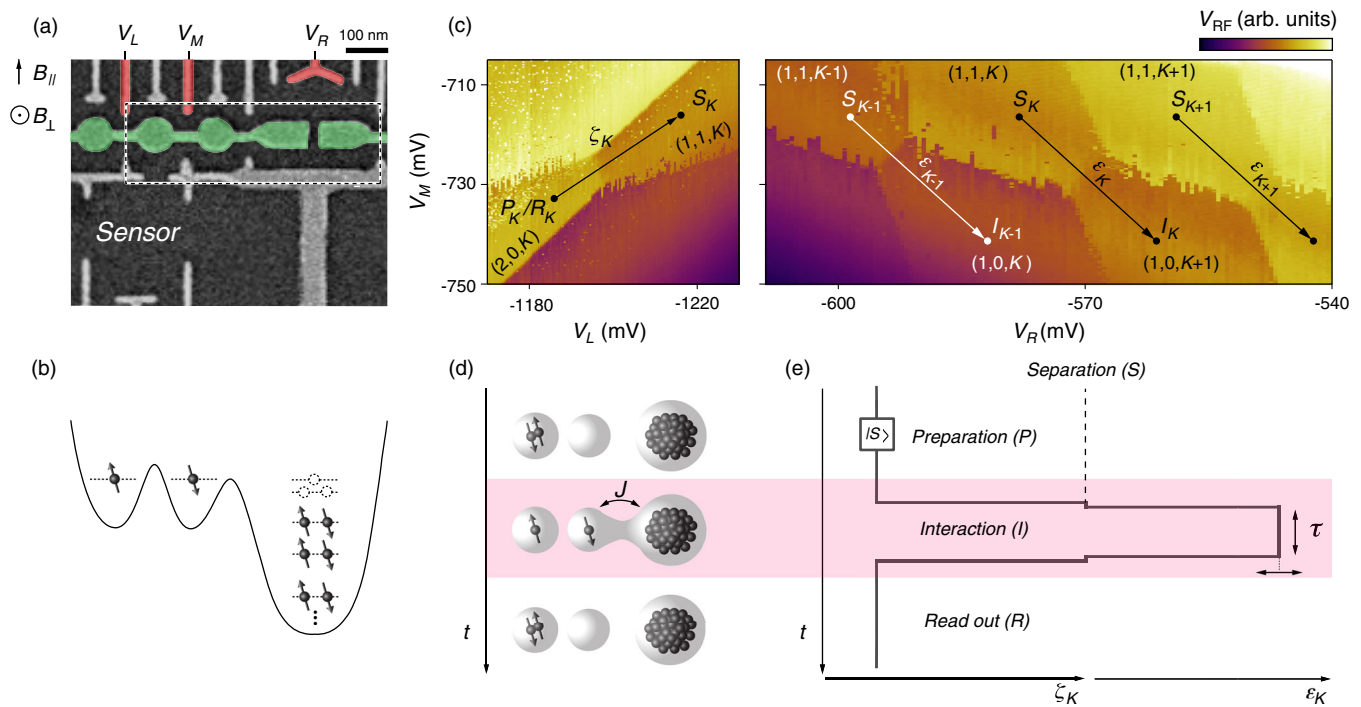 (a)
V_L
V_M
V_R
100 nm
B_//
B_⊥
Sensor
(b)
(c)
V_RF (arb. units)
-710
-730
-750
V_M (mV)
S_K
ζ_K
(1,1,K)
P_K/R_K
(2,0,K)
-1180
-1220
V_L (mV)
(1,1,K-1)
(1,1,K)
(1,1,K+1)
S_K-1
S_K
S_K+1
ε_K-1
ε_K
ε_K+1
I_K-1
I_K
(1,0,K)
(1,0,K+1)
-600
-570
-540
V_R (mV)
(d)
J
t
(e)
Separation (S)
|S⟩
Preparation (P)
Interaction (I)
τ
Read out (R)
t
ζ_K
ε_K